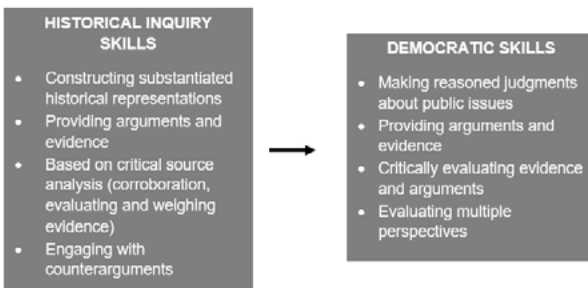 HISTORICAL INQUIRY
SKILLS
• Constructing substantiated
historical representations
• Providing arguments and
evidence
• Based on critical source
analysis (corroboration,
evaluating and weighing
evidence)
• Engaging with
counterarguments
DEMOCRATIC SKILLS
• Making reasoned judgments
about public issues
• Providing arguments and
evidence
• Critically evaluating evidence
and arguments
• Evaluating multiple
perspectives